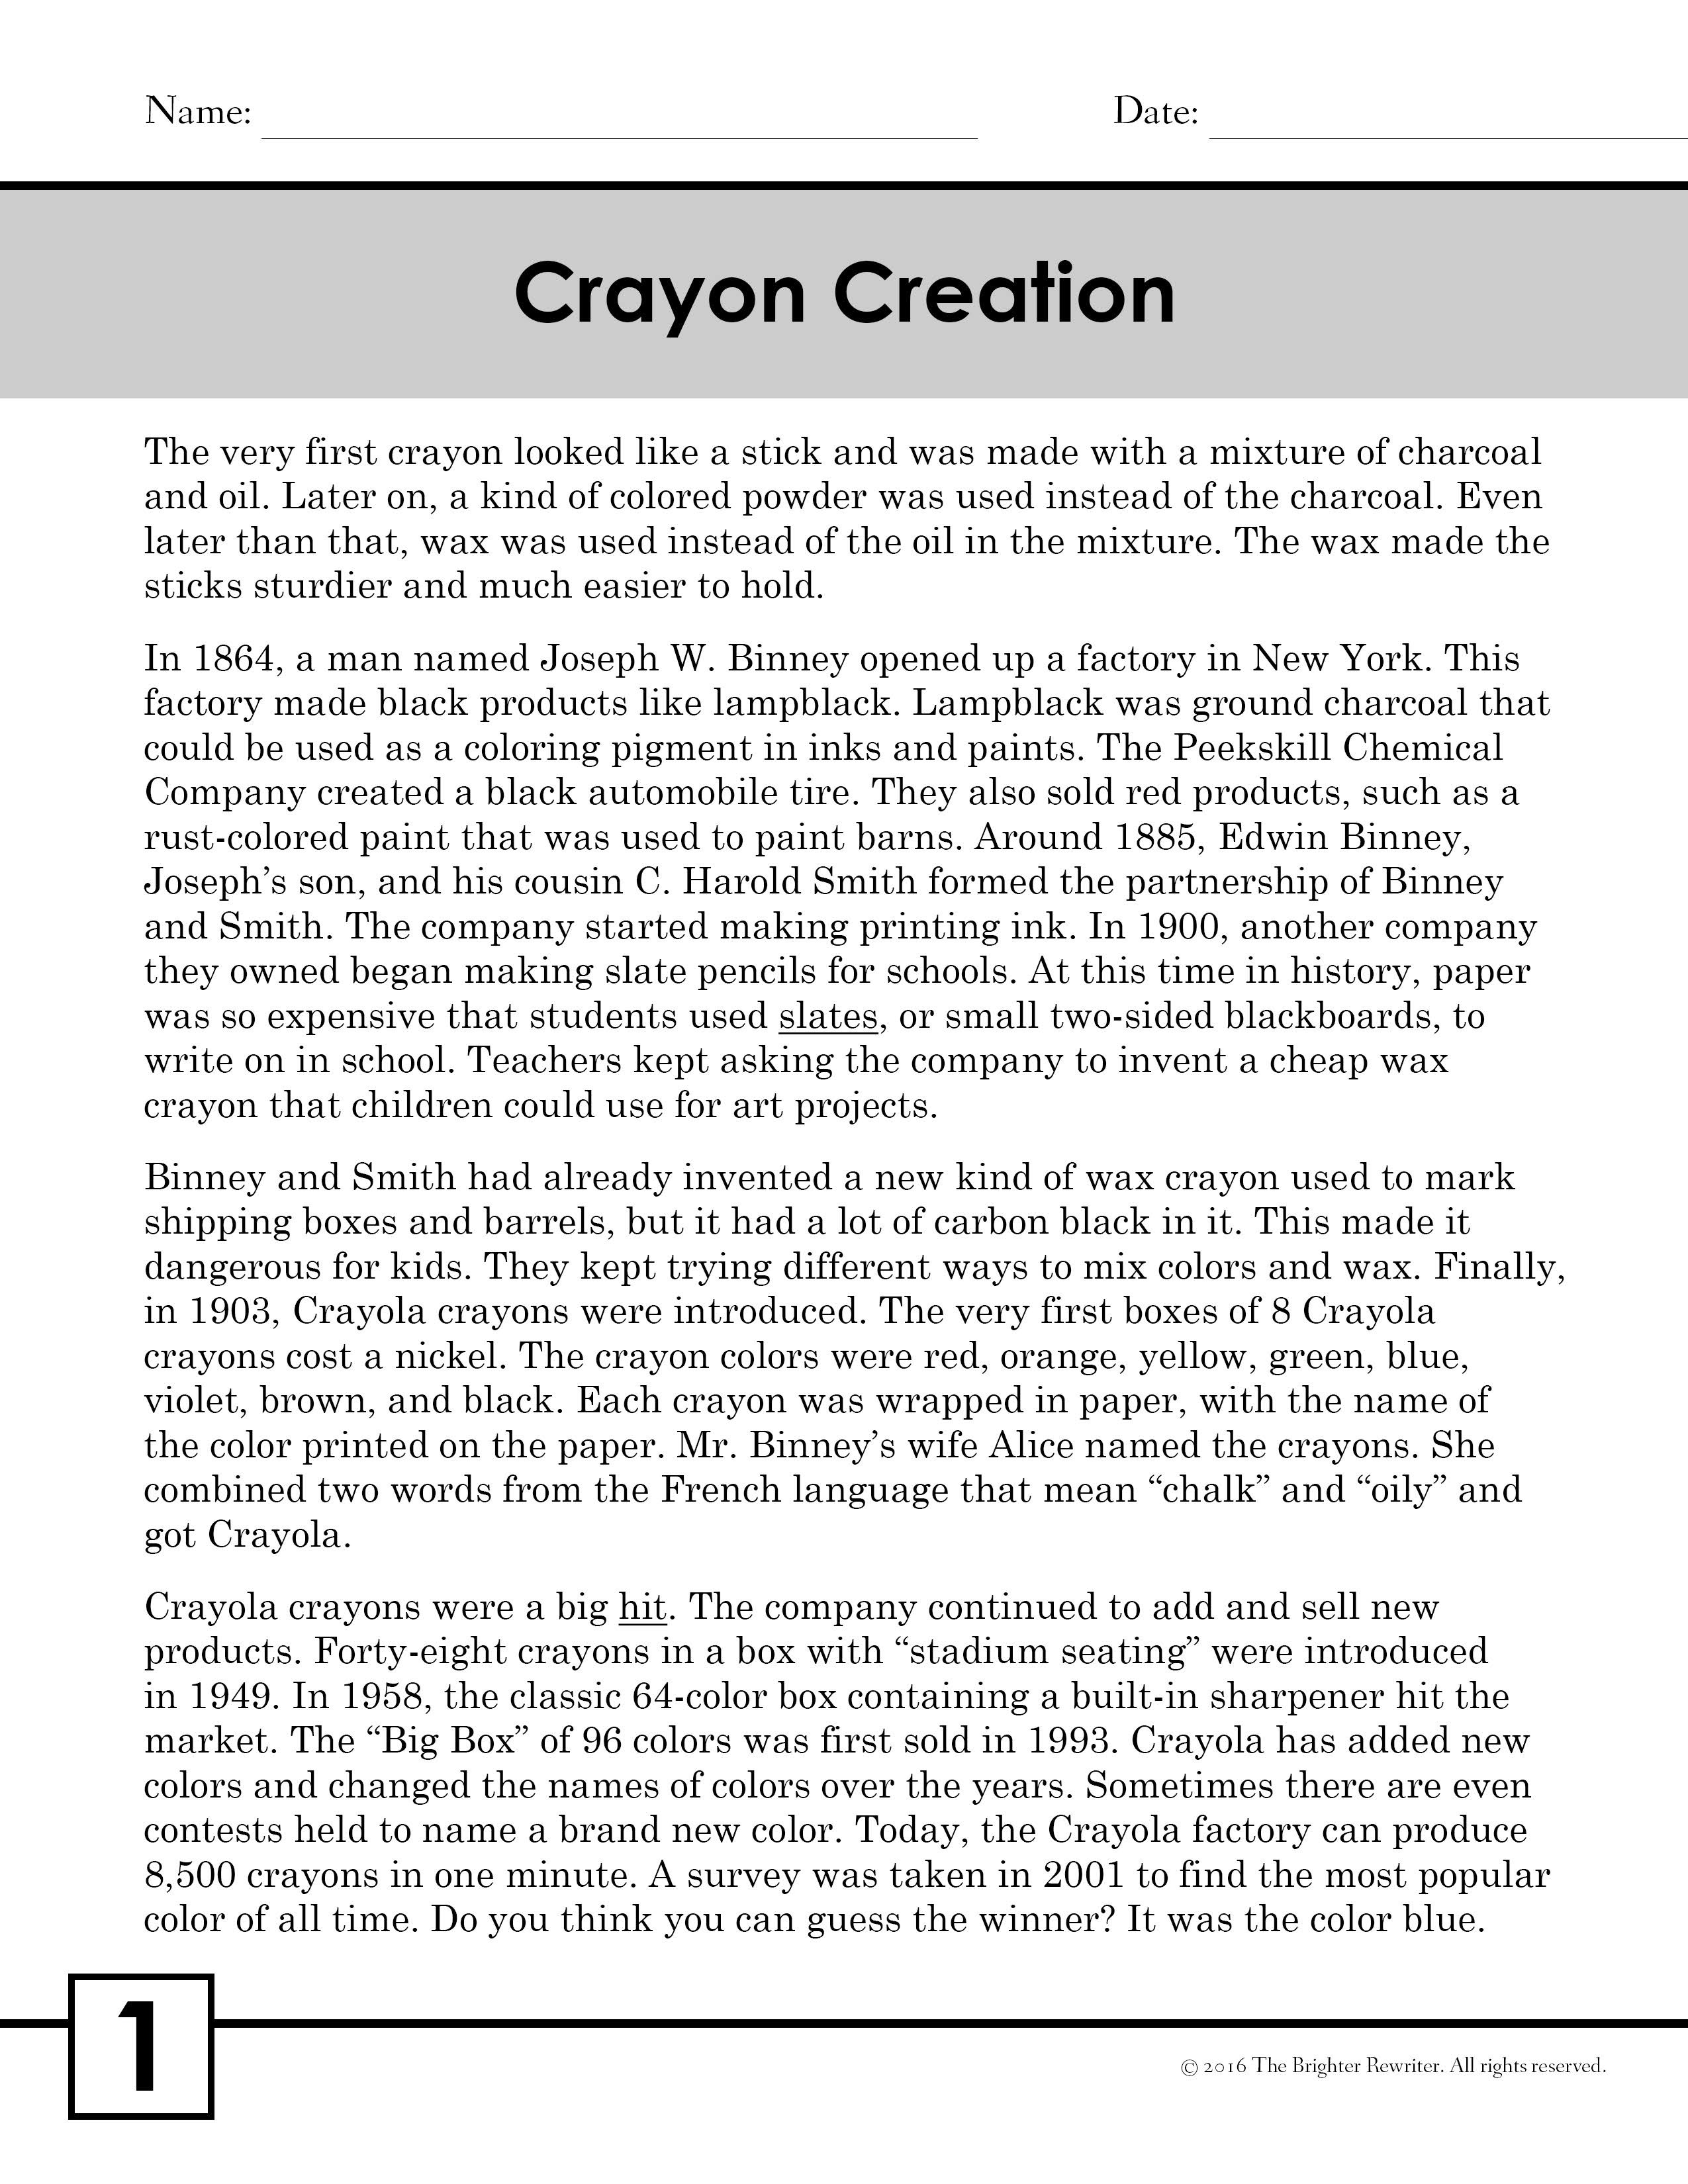 Name:
Date:
Crayon Creation
The very first crayon looked like a stick and was made with a mixture of charcoal
and oil. Later on, a kind of colored powder was used instead of the charcoal. Even
later than that, wax was used instead of the oil in the mixture. The wax made the
sticks sturdier and much easier to hold.
In 1864, a man named Joseph W. Binney opened up a factory in New York. This
factory made black products like lampblack. Lampblack was ground charcoal that
could be used as a coloring pigment in inks and paints. The Peekskill Chemical
Company created a black automobile tire. They also sold red products, such as a
rust-colored paint that was used to paint barns. Around 1885, Edwin Binney,
Joseph’s son, and his cousin C. Harold Smith formed the partnership of Binney
and Smith. The company started making printing ink. In 1900, another company
they owned began making slate pencils for schools. At this time in history, paper
was so expensive that students used slates, or small two-sided blackboards, to
write on in school. Teachers kept asking the company to invent a cheap wax
crayon that children could use for art projects.
Binney and Smith had already invented a new kind of wax crayon used to mark
shipping boxes and barrels, but it had a lot of carbon black in it. This made it
dangerous for kids. They kept trying different ways to mix colors and wax. Finally,
in 1903, Crayola crayons were introduced. The very first boxes of 8 Crayola
crayons cost a nickel. The crayon colors were red, orange, yellow, green, blue,
violet, brown, and black. Each crayon was wrapped in paper, with the name of
the color printed on the paper. Mr. Binney’s wife Alice named the crayons. She
combined two words from the French language that mean “chalk” and “oily” and
got Crayola.
Crayola crayons were a big hit. The company continued to add and sell new
products. Forty-eight crayons in a box with “stadium seating” were introduced
in 1949. In 1958, the classic 64-color box containing a built-in sharpener hit the
market. The “Big Box” of 96 colors was first sold in 1993. Crayola has added new
colors and changed the names of colors over the years. Sometimes there are even
contests held to name a brand new color. Today, the Crayola factory can produce
8,500 crayons in one minute. A survey was taken in 2001 to find the most popular
color of all time. Do you think you can guess the winner? It was the color blue.
1
© 2016 The Brighter Rewriter. All rights reserved.